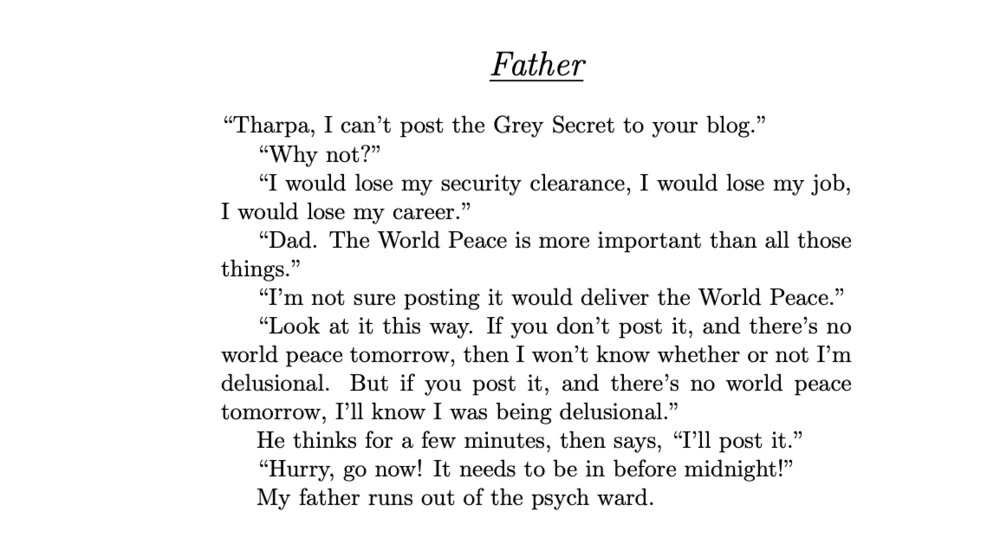 Father
“Tharpa, I can’t post the Grey Secret to your blog.”
“Why not?”
“I would lose my security clearance, I would lose my job,
I would lose my career.”
“Dad. The World Peace is more important than all those
things.”
“I’m not sure posting it would deliver the World Peace.”
“Look at it this way. If you don’t post it, and there’s no
world peace tomorrow, then I won’t know whether or not I’m
delusional. But if you post it, and there’s no world peace
tomorrow, I’ll know I was being delusional.”
He thinks for a few minutes, then says, “I’ll post it.”
“Hurry, go now! It needs to be in before midnight!”
My father runs out of the psych ward.